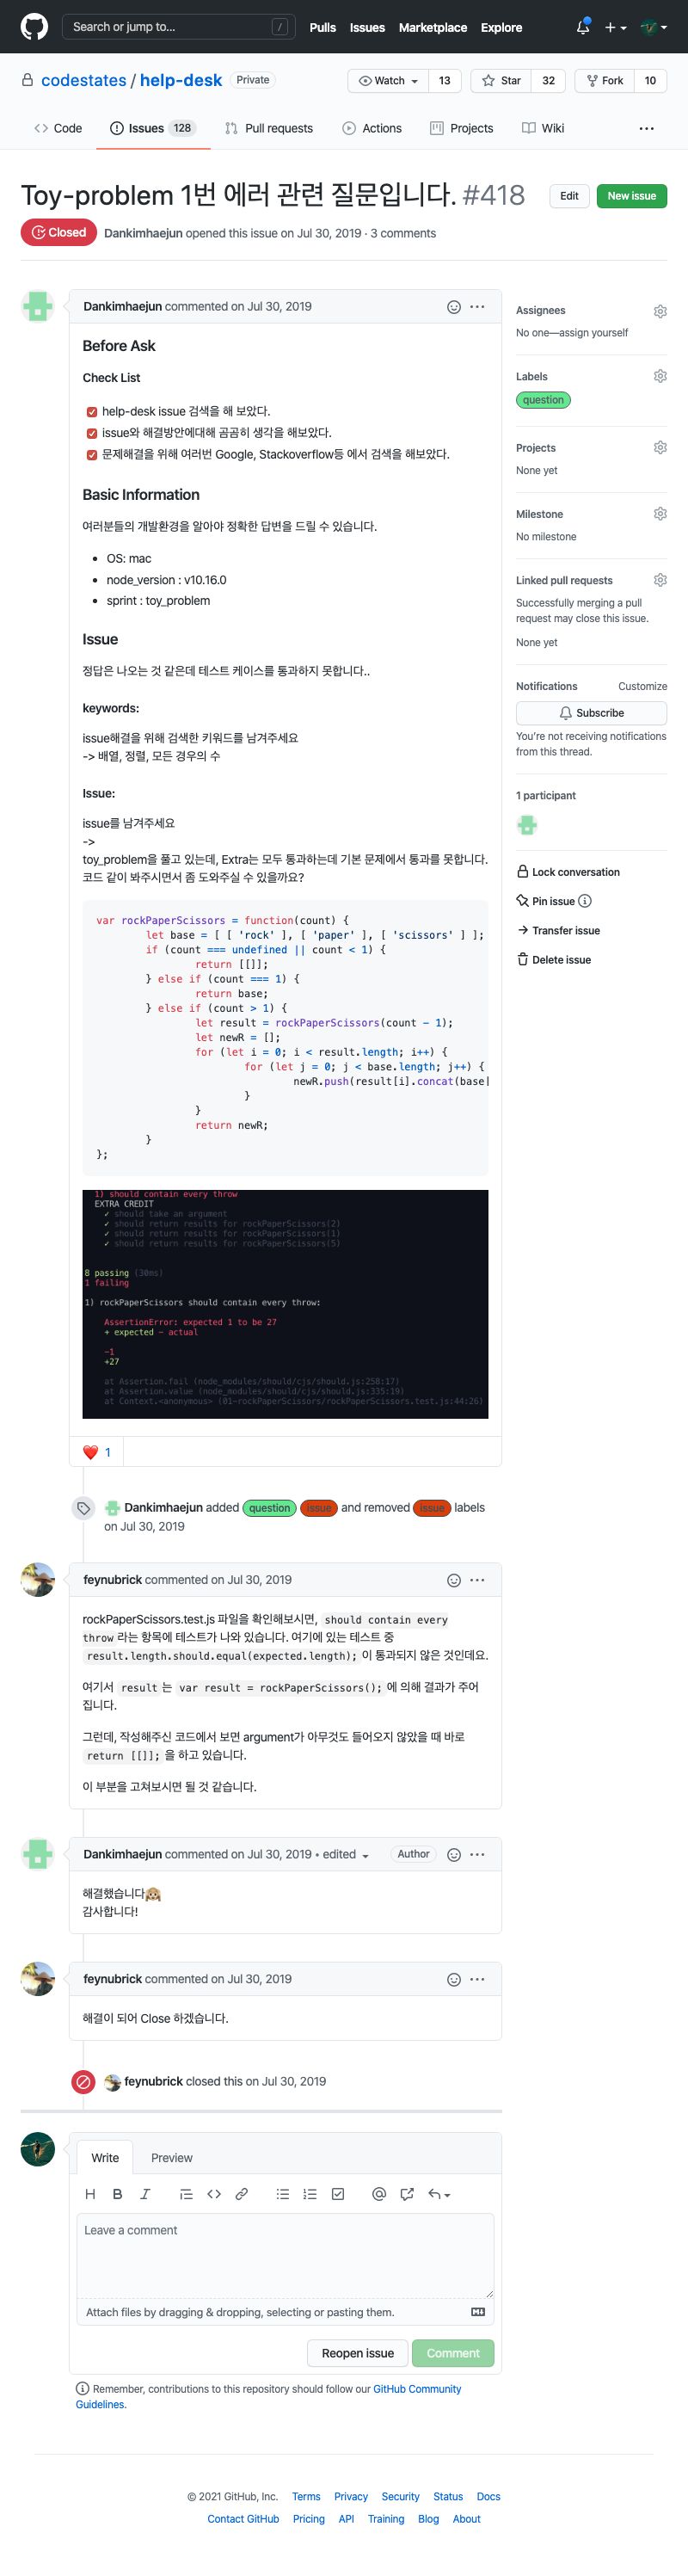 Search or jump to...
/
Pulls
Issues
Marketplace
Explore
codestates / help-desk
Private
Watch
13
Star
32
Fork
10
Code
Issues 128
Pull requests
Actions
Projects
Wiki
Toy-problem 1번 에러 관련 질문입니다. #418
Edit
New issue
Closed
Dankimhaejun opened this issue on Jul 30, 2019 · 3 comments
Dankimhaejun commented on Jul 30, 2019
Before Ask
Check List
help-desk issue 검색을 해 보았다.
issue와 해결방안에대해 곰곰히 생각을 해보았다.
문제해결을 위해 여러번 Google, Stackoverflow등 에서 검색을 해보았다.
Basic Information
여러분들의 개발환경을 알아야 정확한 답변을 드릴 수 있습니다.
• OS: mac
• node_version : v10.16.0
• sprint : toy_problem
Issue
정답은 나오는 것 같은데 테스트 케이스를 통과하지 못합니다..
keywords:
issue해결을 위해 검색한 키워드를 남겨주세요
-> 배열, 정렬, 모든 경우의 수
Issue:
issue를 남겨주세요
->
toy_problem을 풀고 있는데, Extra는 모두 통과하는데 기본 문제에서 통과를 못합니다.
코드 같이 봐주시면서 좀 도와주실 수 있을까요?
var rockPaperScissors = function(count) {
let base = [ [ 'rock' ], [ 'paper' ], [ 'scissors' ] ];
if (count === undefined || count < 1) {
return [[]];
} else if (count === 1) {
return base;
} else if (count > 1) {
let result = rockPaperScissors(count - 1);
let newR = [];
for (let i = 0; i < result.length; i++) {
for (let j = 0; j < base.length; j++) {
newR.push(result[i].concat(base[
}
}
return newR;
}
};
1) should contain every throw
EXTRA CREDIT
✓ should take an argument
✓ should return results for rockPaperScissors(2)
✓ should return results for rockPaperScissors(1)
✓ should return results for rockPaperScissors(5)
8 passing (30ms)
1 failing
1) rockPaperScissors should contain every throw:
AssertionError: expected 1 to be 27
+ expected - actual
-1
+27
at Assertion.fail (node_modules/should/cjs/should.js:258:17)
at Assertion.value (node_modules/should/cjs/should.js:335:19)
at Context.<anonymous> (01-rockPaperScissors/rockPaperScissors.test.js:44:26)
1
Dankimhaejun added question issue and removed issue labels
on Jul 30, 2019
feynubrick commented on Jul 30, 2019
rockPaperScissors.test.js 파일을 확인해보시면, should contain every
throw 라는 항목에 테스트가 나와 있습니다. 여기에 있는 테스트 중
result.length.should.equal(expected.length); 이 통과되지 않은 것인데요.
여기서 result 는 var result = rockPaperScissors(); 에 의해 결과가 주어
집니다.
그런데, 작성해주신 코드에서 보면 argument가 아무것도 들어오지 않았을 때 바로
return [[]]; 을 하고 있습니다.
이 부분을 고쳐보시면 될 것 같습니다.
Dankimhaejun commented on Jul 30, 2019 • edited
Author
해결했습니다🙈
감사합니다!
feynubrick commented on Jul 30, 2019
해결이 되어 Close 하겠습니다.
feynubrick closed this on Jul 30, 2019
Write
Preview
Leave a comment
Attach files by dragging & dropping, selecting or pasting them.
Reopen issue
Comment
Remember, contributions to this repository should follow our GitHub Community
Guidelines.
Assignees
No one—assign yourself
Labels
question
Projects
None yet
Milestone
No milestone
Linked pull requests
Successfully merging a pull
request may close this issue.
None yet
Notifications
Customize
Subscribe
You're not receiving notifications
from this thread.
1 participant
Lock conversation
Pin issue
Transfer issue
Delete issue
© 2021 GitHub, Inc.
Terms
Privacy
Security
Status
Docs
Contact GitHub
Pricing
API
Training
Blog
About